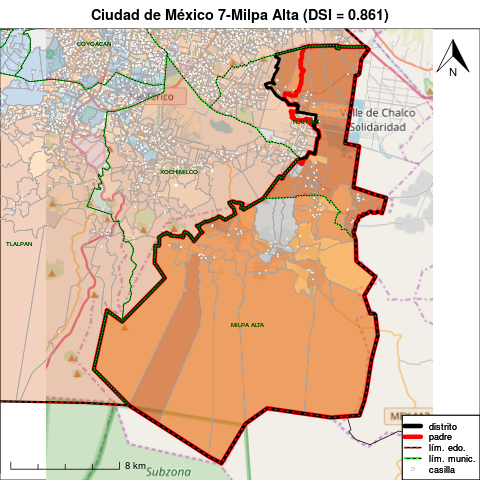 Ciudad de México 7-Milpa Alta (DSI = 0.861)
COYOACAN
N
Valle de Chalco
Solidaridad
XOCHIMILCO
TLALPAN
MILPA ALTA
distrito
padre
lím. edo.
lím. munic.
casilla
8 km
Subzona